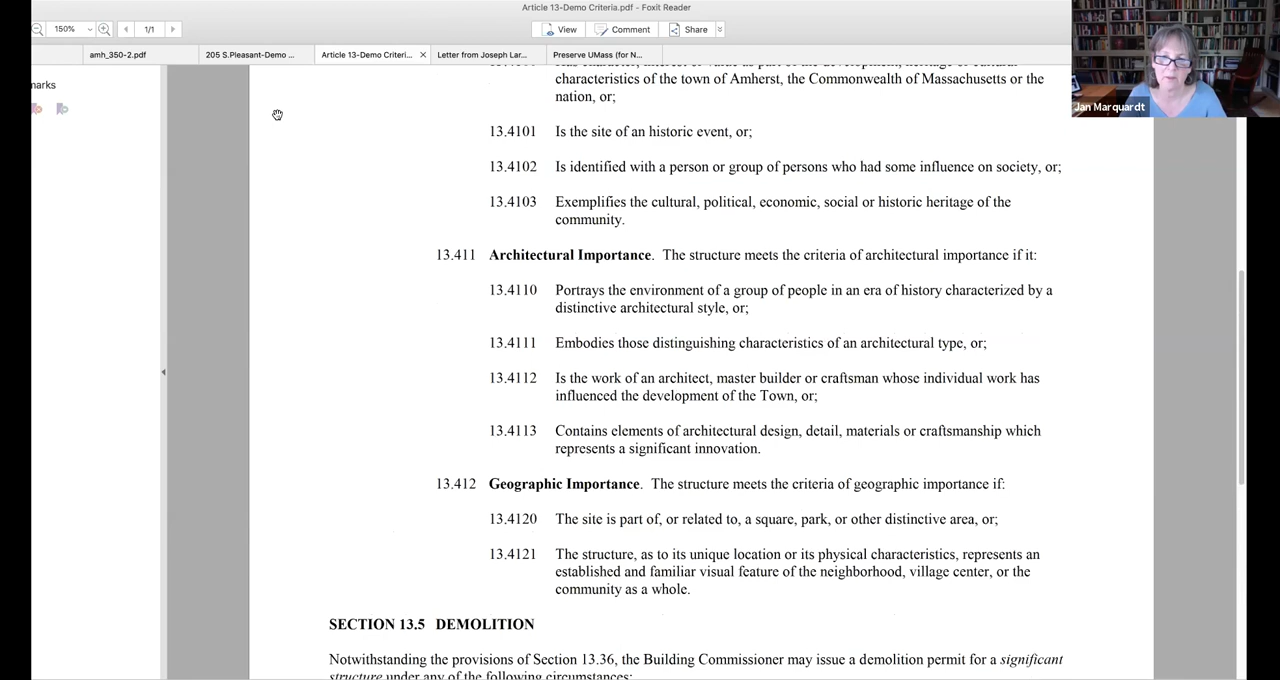 Article 13-Demo Criteria.pdf - Foxit Reader
150% 1/1 View Comment Share
amh_350-2.pdf 205 S.Pleasant-Demo ... Article 13-Demo Criteri... Letter from Joseph Lar... Preserve UMass (for N...
marks
Jan Marquardt
characteristics of the town of Amherst, the Commonwealth of Massachusetts or the
nation, or;
13.4101 Is the site of an historic event, or;
13.4102 Is identified with a person or group of persons who had some influence on society, or;
13.4103 Exemplifies the cultural, political, economic, social or historic heritage of the
community.
13.411 Architectural Importance. The structure meets the criteria of architectural importance if it:
13.4110 Portrays the environment of a group of people in an era of history characterized by a
distinctive architectural style, or;
13.4111 Embodies those distinguishing characteristics of an architectural type, or;
13.4112 Is the work of an architect, master builder or craftsman whose individual work has
influenced the development of the Town, or;
13.4113 Contains elements of architectural design, detail, materials or craftsmanship which
represents a significant innovation.
13.412 Geographic Importance. The structure meets the criteria of geographic importance if:
13.4120 The site is part of, or related to, a square, park, or other distinctive area, or;
13.4121 The structure, as to its unique location or its physical characteristics, represents an
established and familiar visual feature of the neighborhood, village center, or the
community as a whole.
SECTION 13.5 DEMOLITION
Notwithstanding the provisions of Section 13.36, the Building Commissioner may issue a demolition permit for a significant
structure under any of the following circumstances: